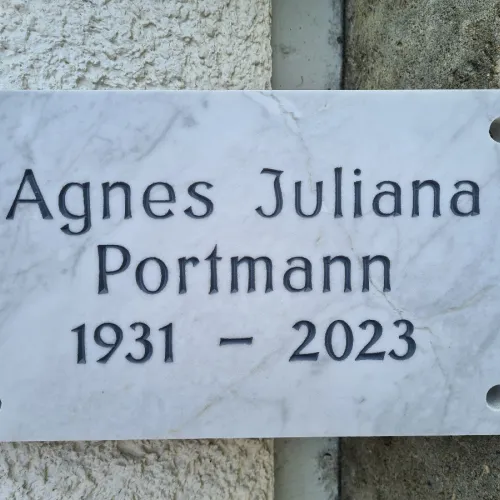 Agnes Juliana
Portmann
1931 – 2023